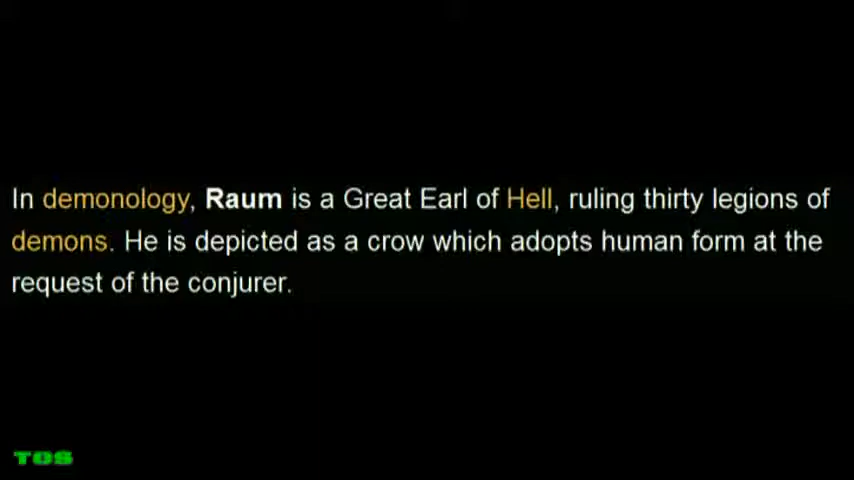 In demonology, Raum is a Great Earl of Hell, ruling thirty legions of
demons. He is depicted as a crow which adopts human form at the
request of the conjurer.
TOS